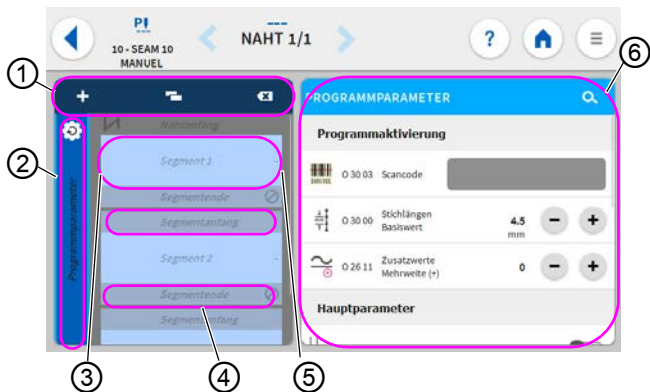 P!
10 - SEAM 10
MANUEL
NAHT 1/1
?
1
2
3
4
5
6
Nahtanfang
Segment 1
Segmentende
Segmentanfang
Segment 2
Segmentende
Segmentanfang
Programmparameter
PROGRAMMPARAMETER
Programmaktivierung
O 30 03 Scancode
O 30 00 Stichlängen Basiswert 4.5 mm − +
O 26 11 Zusatzwerte Mehrweite (+) 0 − +
Hauptparameter